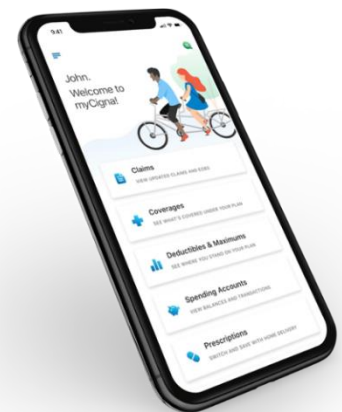 9:41
John.
Welcome to
myCigna!
Claims
VIEW UPDATED CLAIMS AND EOBS
Coverages
SEE WHAT'S COVERED UNDER YOUR PLAN
Deductibles & Maximums
SEE WHERE YOU STAND ON YOUR PLAN
Spending Accounts
VIEW BALANCES AND TRANSACTIONS
Prescriptions
SWITCH AND SAVE WITH HOME DELIVERY